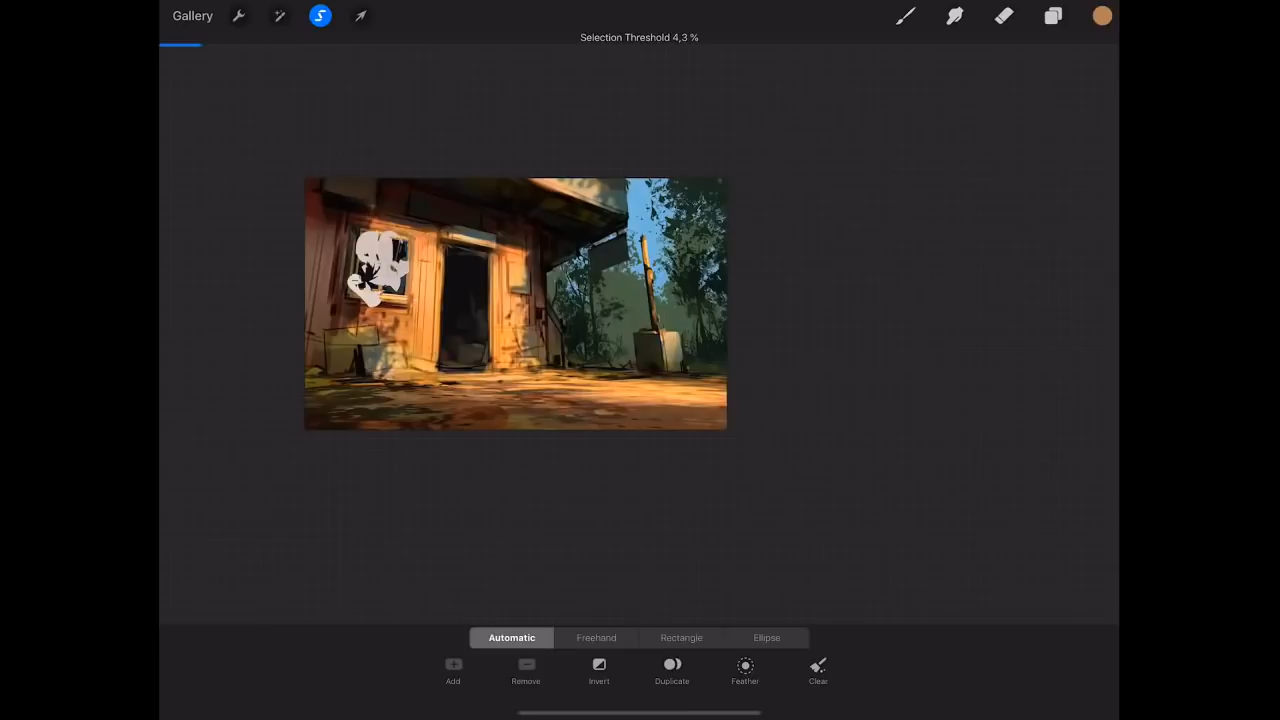 Gallery
Selection Threshold 4,3 %
Automatic Freehand Rectangle Ellipse
Add Remove Invert Duplicate Feather Clear